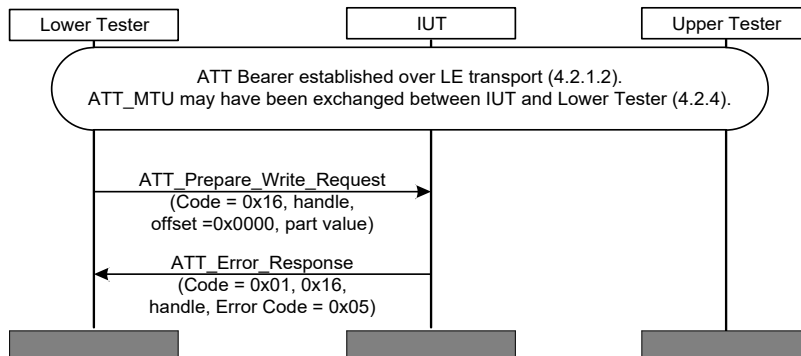 Lower Tester
IUT
Upper Tester
ATT Bearer established over LE transport (4.2.1.2).
ATT_MTU may have been exchanged between IUT and Lower Tester (4.2.4).
ATT_Prepare_Write_Request
(Code = 0x16, handle,
offset =0x0000, part value)
ATT_Error_Response
(Code = 0x01, 0x16,
handle, Error Code = 0x05)